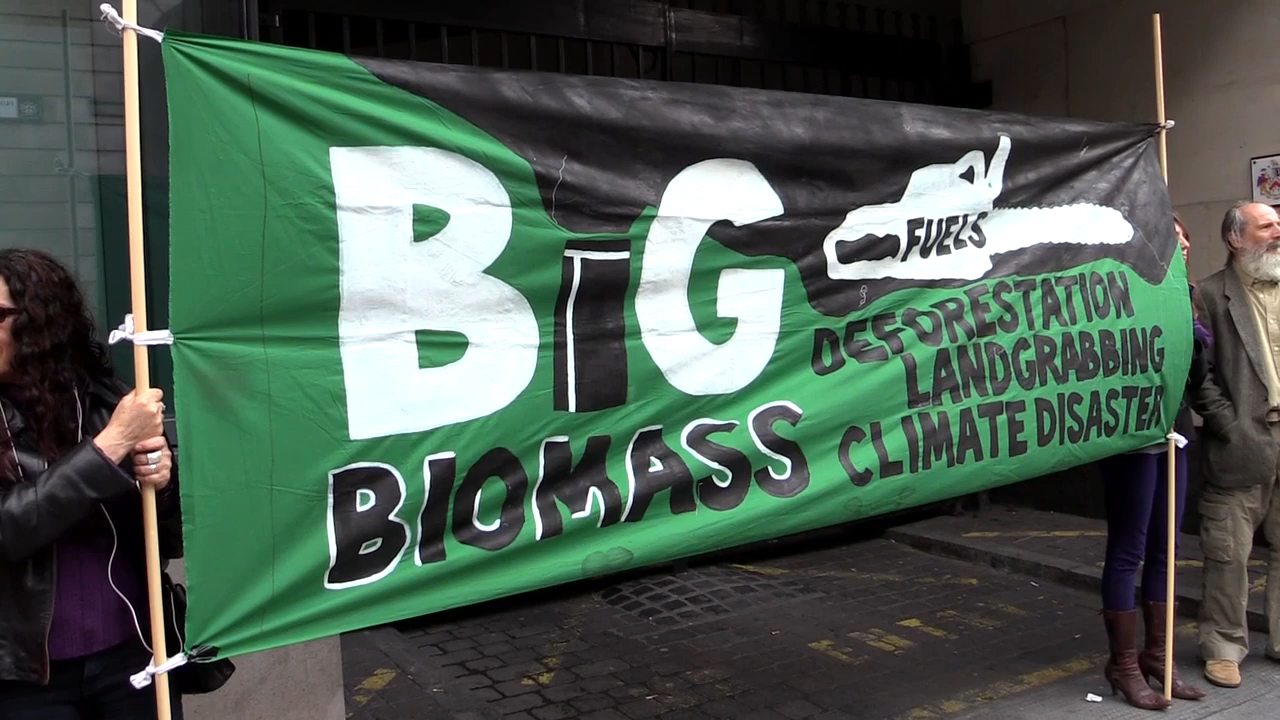 BiG
FUELS
DEFORESTATION
LANDGRABBING
CLIMATE DISASTER
BIOMASS